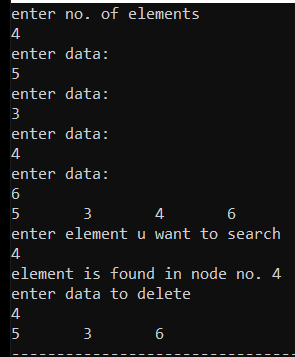 enter no. of elements
4
enter data:
5
enter data:
3
enter data:
4
enter data:
6
5 3 4 6
enter element u want to search
4
element is found in node no. 4
enter data to delete
4
5 3 6
--------------------------------